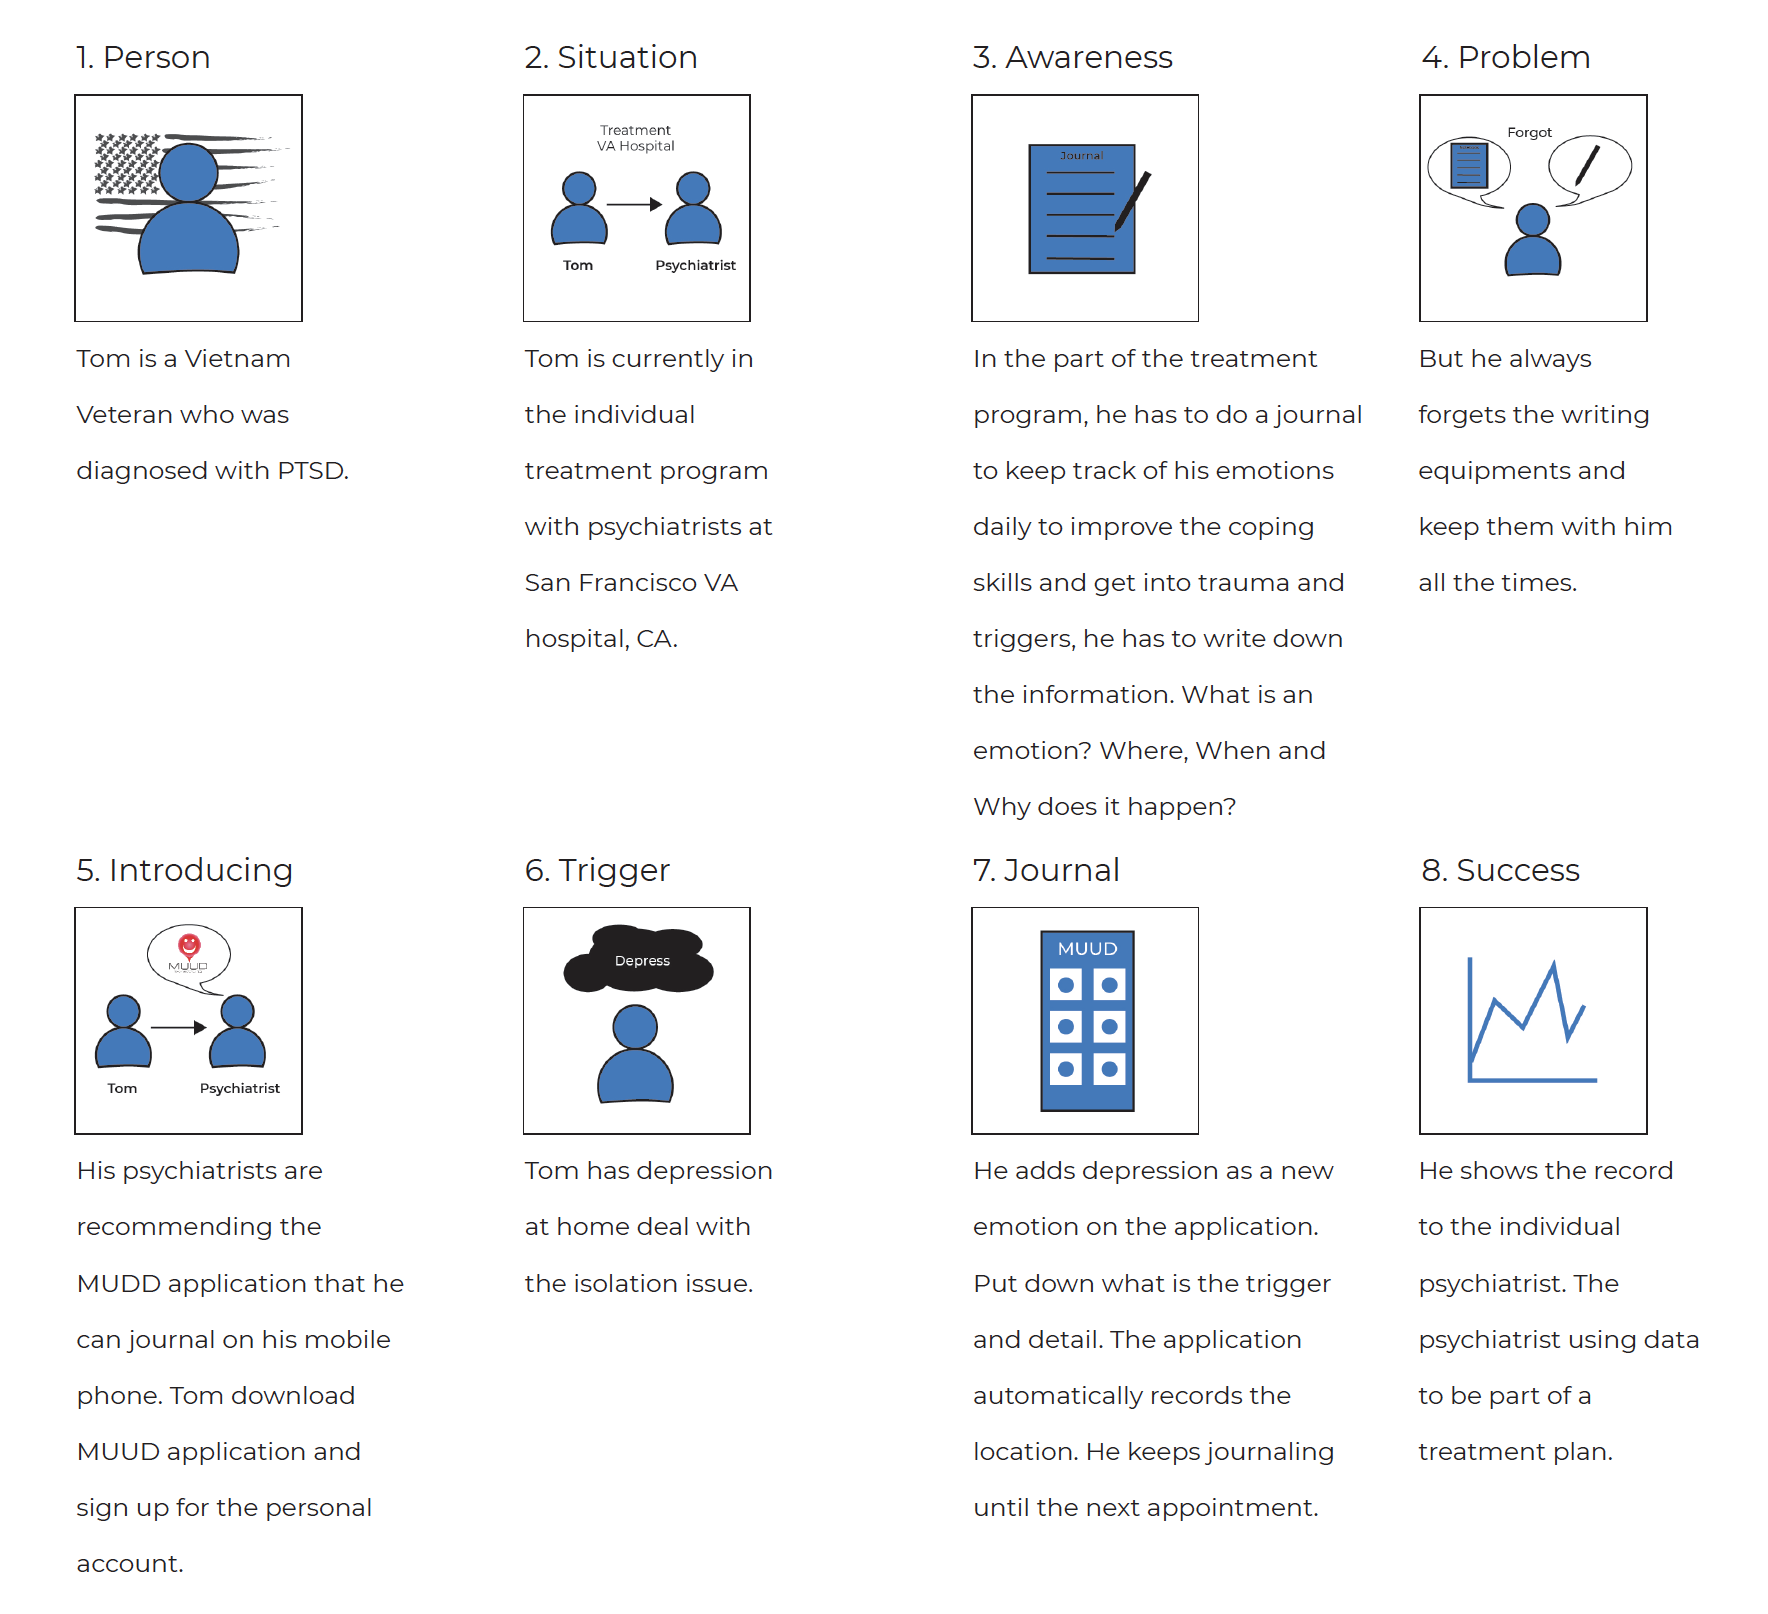 1. Person
Tom is a Vietnam
Veteran who was
diagnosed with PTSD.
2. Situation
Treatment
VA Hospital
Tom
Psychiatrist
Tom is currently in
the individual
treatment program
with psychiatrists at
San Francisco VA
hospital, CA.
3. Awareness
Journal
In the part of the treatment
program, he has to do a journal
to keep track of his emotions
daily to improve the coping
skills and get into trauma and
triggers, he has to write down
the information. What is an
emotion? Where, When and
Why does it happen?
4. Problem
Forgot
But he always
forgets the writing
equipments and
keep them with him
all the times.
5. Introducing
MUUD
Tom
Psychiatrist
His psychiatrists are
recommending the
MUDD application that he
can journal on his mobile
phone. Tom download
MUUD application and
sign up for the personal
account.
6. Trigger
Depress
Tom has depression
at home deal with
the isolation issue.
7. Journal
MUUD
He adds depression as a new
emotion on the application.
Put down what is the trigger
and detail. The application
automatically records the
location. He keeps journaling
until the next appointment.
8. Success
He shows the record
to the individual
psychiatrist. The
psychiatrist using data
to be part of a
treatment plan.